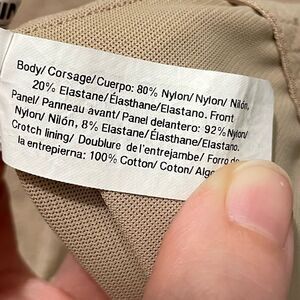 Body/ Corsage/ Cuerpo: 80% Nylon/ Nylon/ Nilón,
20% Elastane/ Élasthane/ Elastano. Front
Panel/ Panneau avant/ Panel delantero: 92% Nylon/
Nylon/ Nilón, 8% Elastane/ Élasthane/ Elastano.
Crotch lining/ Doublure de l'entrejambe/ Forro de
la entrepierna: 100% Cotton/ Coton/